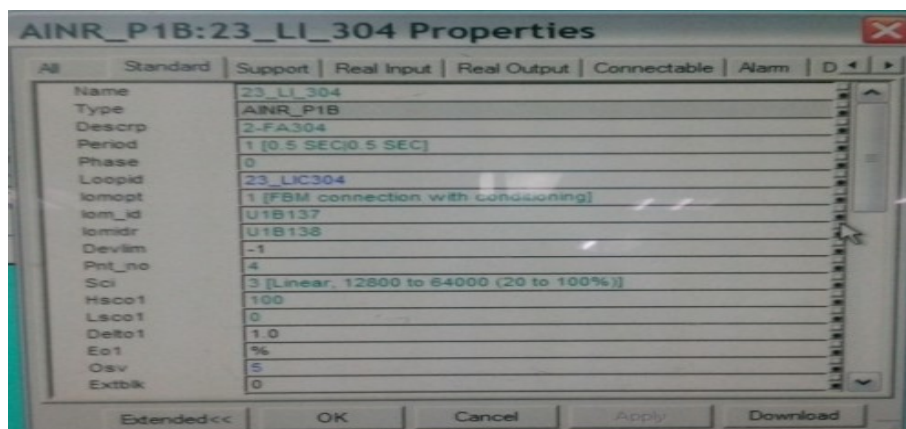 AINR_P1B:23_LI_304 Properties
All Standard Support Real Input Real Output Connectable Alarm D
Name 23_LI_304
Type AINR_P1B
Descrp 2-FA304
Period 1 [0.5 SEC|0.5 SEC]
Phase 0
Loopid 23_LIC304
Iomopt 1 [FBM connection with conditioning]
Iom_id U1B137
Iomidr U1B138
Devlim -1
Pnt_no 4
Sci 3 [Linear, 12800 to 64000 (20 to 100%)]
Hsco1 100
Lsco1 0
Delto1 1.0
Eo1 %
Osv 5
Extblk 0
Extended<< OK Cancel Apply Download